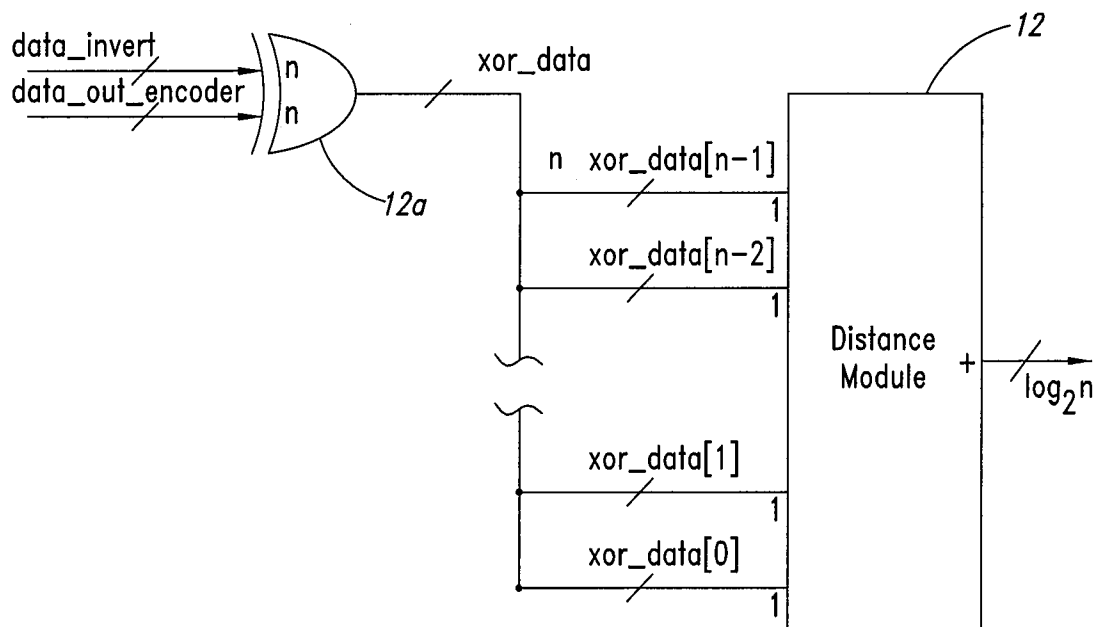 12
data_invert
n
xor_data
data_out_encoder
n
12a
n xor_data[n-1]
1
xor_data[n-2]
1
Distance
Module
+
log2n
xor_data[1]
1
xor_data[0]
1